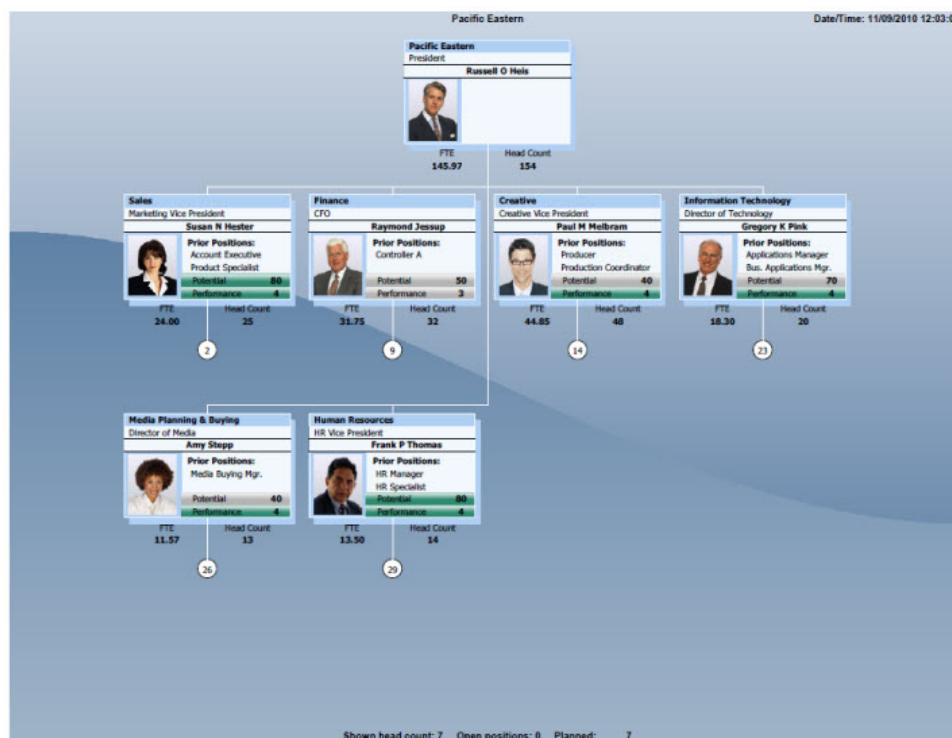 Pacific Eastern
Date/Time: 11/09/2010 12:03:0
Pacific Eastern
President
Russell O Heis
FTE Head Count
145.97 154
Sales
Marketing Vice President
Susan N Hester
Prior Positions:
Account Executive
Product Specialist
Potential 80
Performance 4
FTE Head Count
24.00 25
2
Finance
CFO
Raymond Jessup
Prior Positions:
Controller A
Potential 50
Performance 3
FTE Head Count
31.75 32
9
Creative
Creative Vice President
Paul M Melbram
Prior Positions:
Producer
Production Coordinator
Potential 40
Performance 4
FTE Head Count
44.85 48
14
Information Technology
Director of Technology
Gregory K Pink
Prior Positions:
Applications Manager
Bus. Applications Mgr.
Potential 70
Performance 4
FTE Head Count
18.30 20
23
Media Planning & Buying
Director of Media
Amy Stepp
Prior Positions:
Media Buying Mgr.
Potential 40
Performance 4
FTE Head Count
11.57 13
26
Human Resources
HR Vice President
Frank P Thomas
Prior Positions:
HR Manager
HR Specialist
Potential 80
Performance 4
FTE Head Count
13.50 14
29
Shown head count: 7 Open positions: 0 Planned: 7